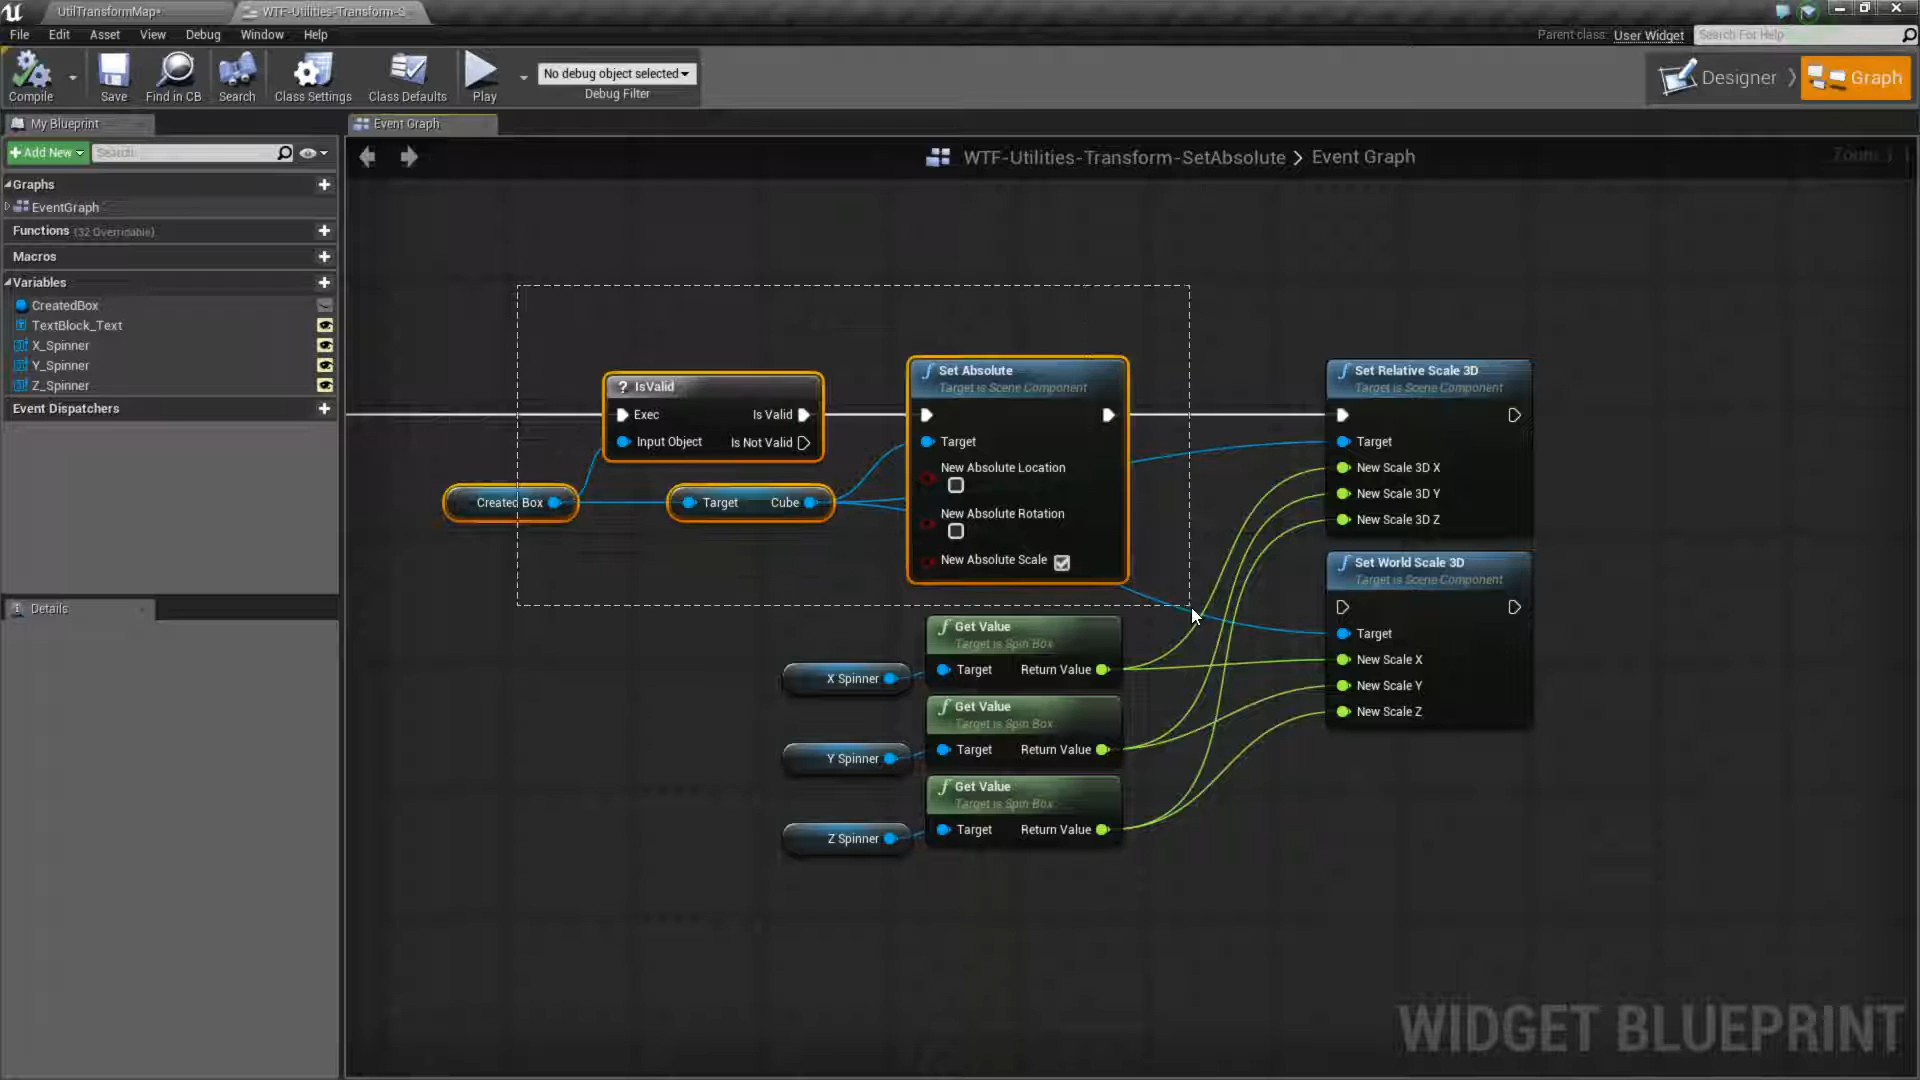 UtilTransformMap*
WTF-Utilities-Transform-S
File Edit Asset View Debug Window Help
Parent class: User Widget
Search For Help
Compile
Save
Find in CB
Search
Class Settings
Class Defaults
Play
No debug object selected
Debug Filter
Designer
Graph
My Blueprint
Event Graph
Add New
Search
WTF-Utilities-Transform-SetAbsolute > Event Graph
Graphs
EventGraph
Functions (32 Overridable)
Macros
Variables
CreatedBox
TextBlock_Text
X_Spinner
Y_Spinner
Z_Spinner
Event Dispatchers
Details
? IsValid
Exec Is Valid
Input Object Is Not Valid
Created Box
Target Cube
f Set Absolute
Target is Scene Component
Target
New Absolute Location
New Absolute Rotation
New Absolute Scale
f Set Relative Scale 3D
Target is Scene Component
Target
New Scale 3D X
New Scale 3D Y
New Scale 3D Z
f Set World Scale 3D
Target is Scene Component
Target
New Scale X
New Scale Y
New Scale Z
f Get Value
Target is Spin Box
X Spinner
Target Return Value
f Get Value
Target is Spin Box
Y Spinner
Target Return Value
f Get Value
Target is Spin Box
Z Spinner
Target Return Value
WIDGET BLUEPRINT